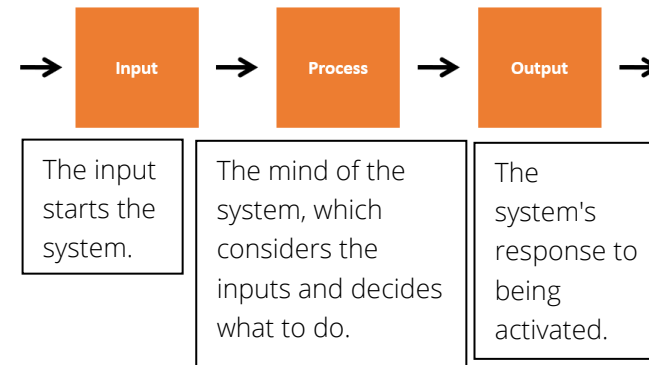 Input
Process
Output
The input
starts the
system.
The mind of the
system, which
considers the
inputs and decides
what to do.
The
system's
response to
being
activated.